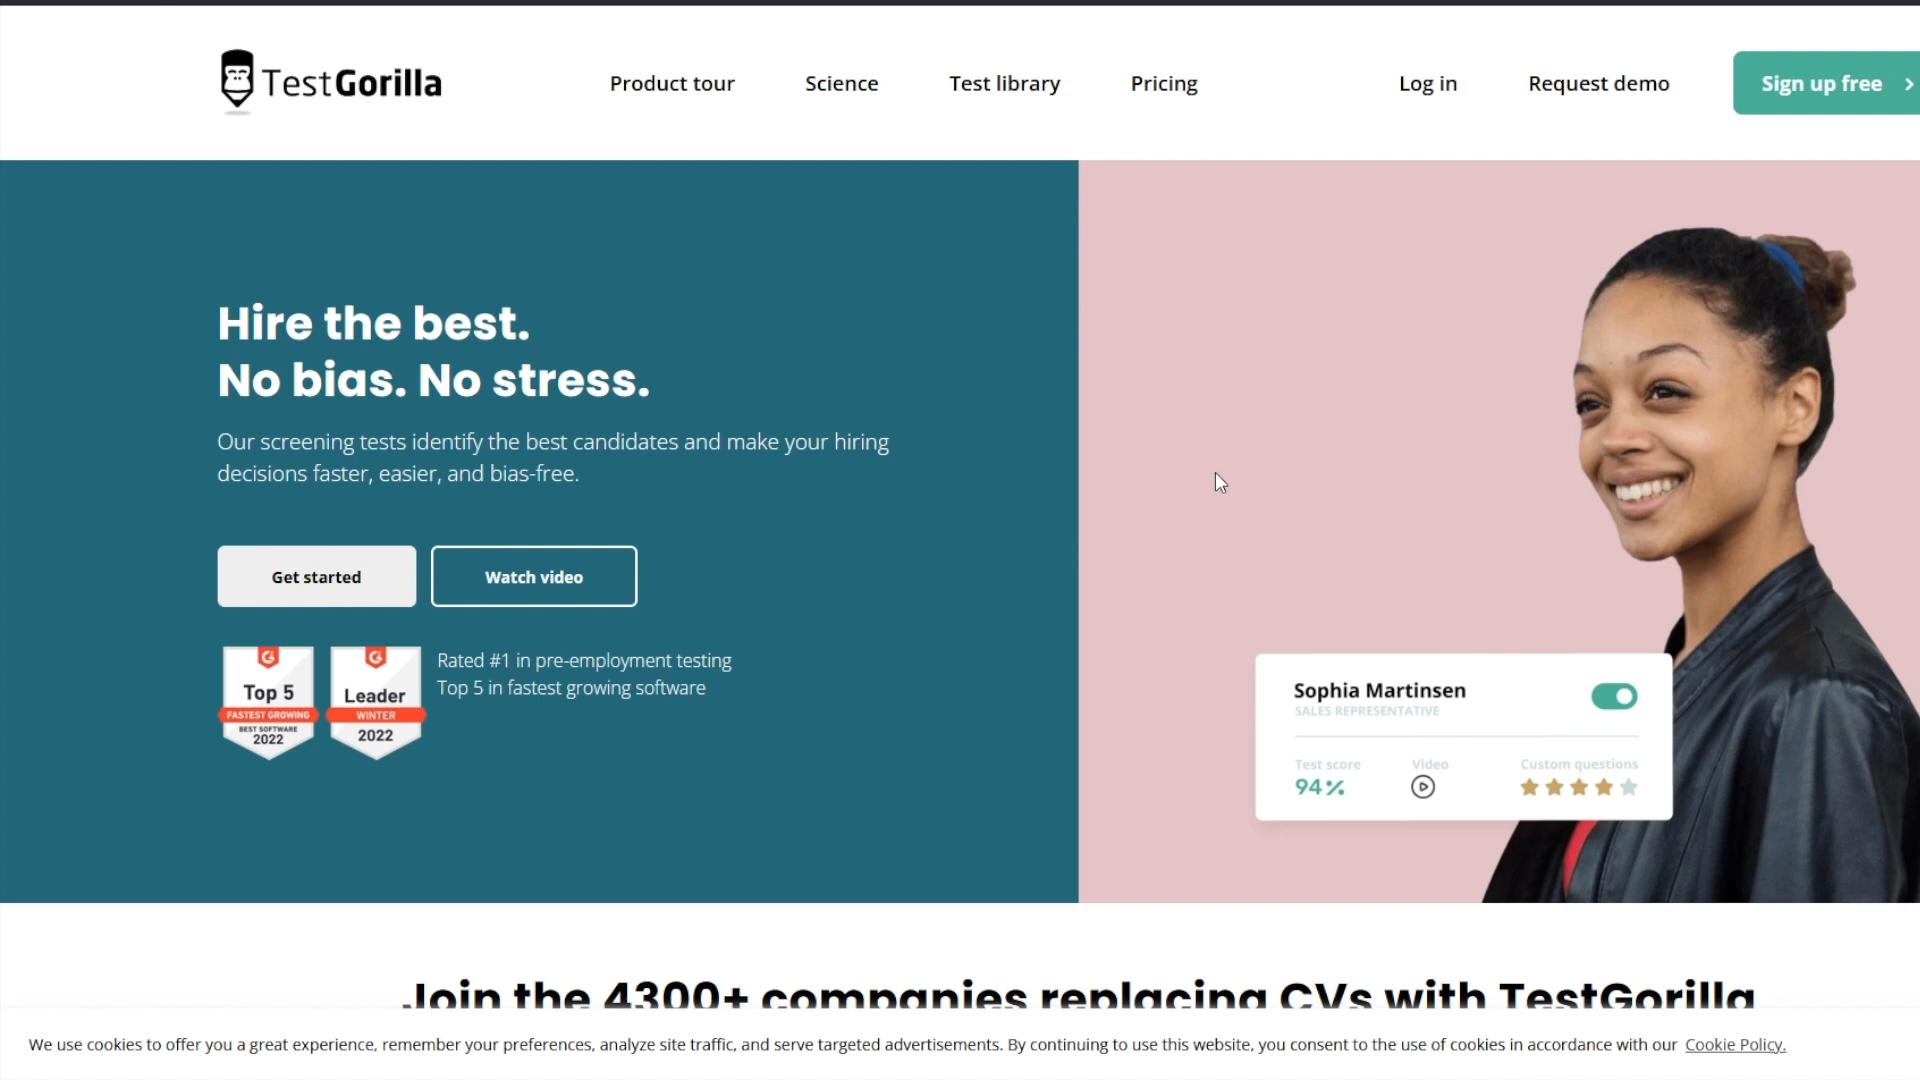 TestGorilla
Product tour
Science
Test library
Pricing
Log in
Request demo
Sign up free
Hire the best.
No bias. No stress.
Our screening tests identify the best candidates and make your hiring
decisions faster, easier, and bias-free.
Get started
Watch video
Top 5
FASTEST GROWING
BEST SOFTWARE
2022
Leader
WINTER
2022
Rated #1 in pre-employment testing
Top 5 in fastest growing software
Sophia Martinsen
SALES REPRESENTATIVE
Test score
94%
Video
Custom questions
Join the 4300+ companies replacing CVs with TestGorilla
We use cookies to offer you a great experience, remember your preferences, analyze site traffic, and serve targeted advertisements. By continuing to use this website, you consent to the use of cookies in accordance with our Cookie Policy.